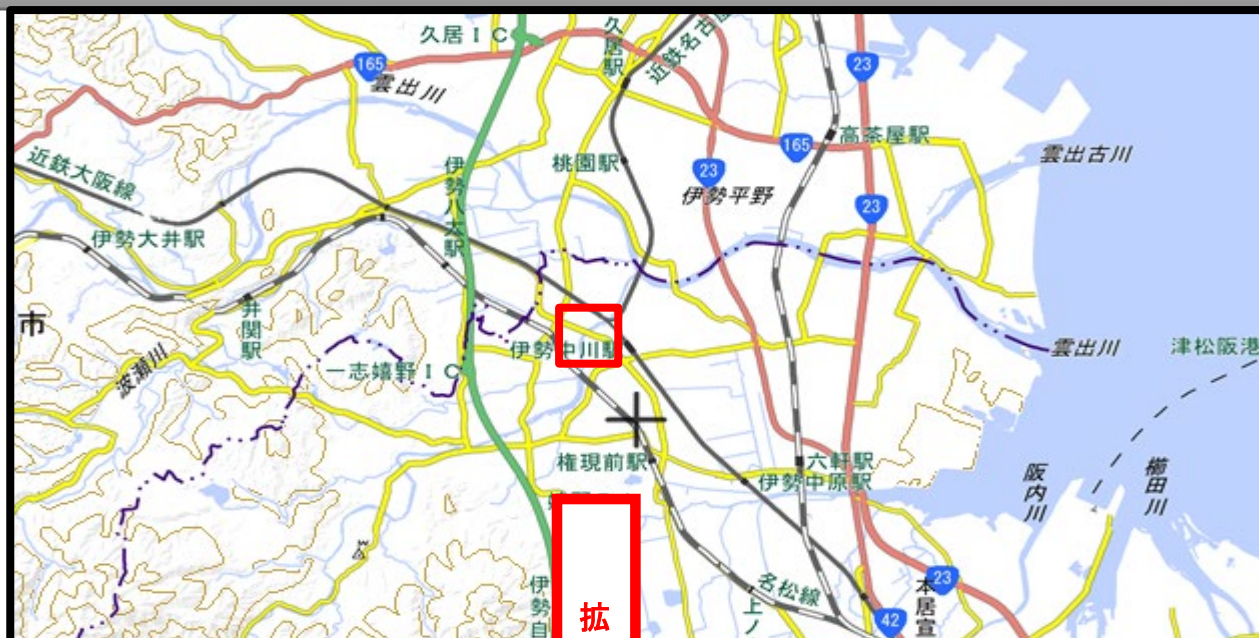 久居ＩＣ
久居駅
近鉄名古屋
23
165
雲出川
高茶屋駅
165
雲出古川
近鉄大阪線
伊勢八太駅
桃園駅
23
伊勢平野
23
伊勢大井駅
市
井関駅
伊勢中川駅
雲出川
津松阪港
一志嬉野ＩＣ
波瀬川
権現前駅
六軒駅
伊勢中原駅
阪内川
櫛田川
伊勢自
拡
上ノ
名松線
本居宣
23
42